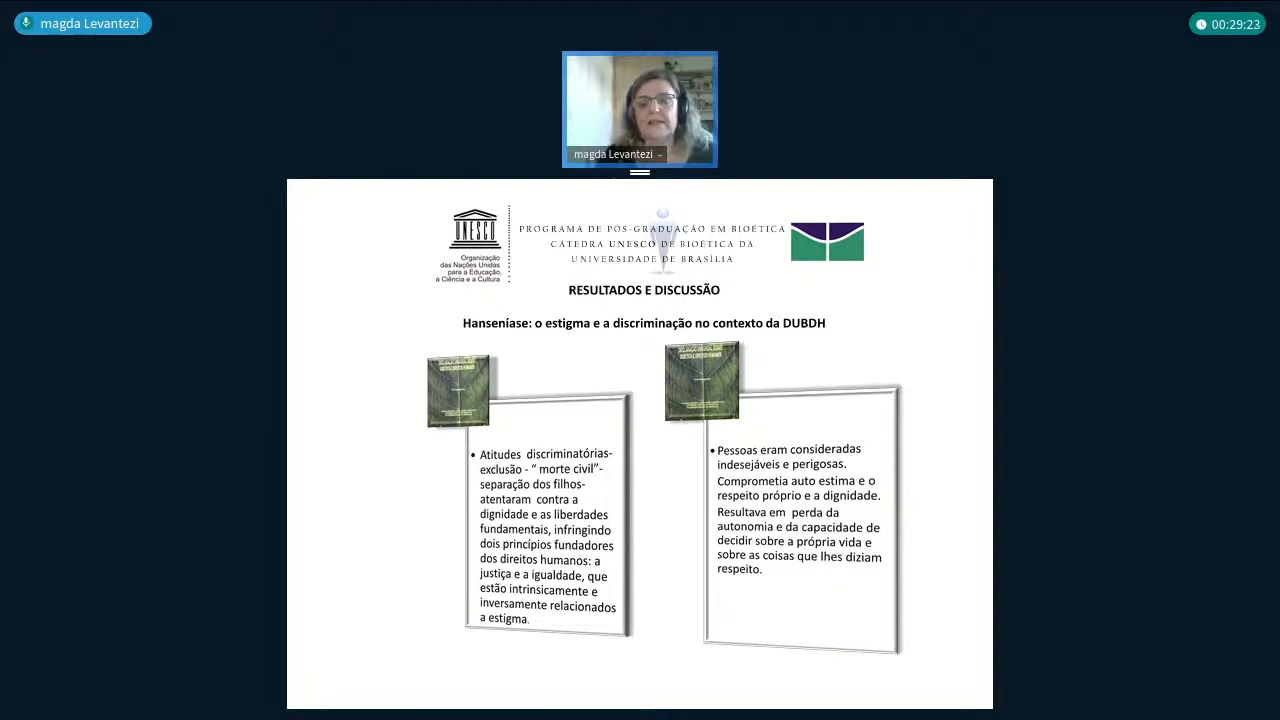 magda Levantezi
00:29:23
magda Levantezi
UNESCO
Organização
das Nações Unidas
para a Educação,
a Ciência e a Cultura
PROGRAMA DE PÓS-GRADUAÇÃO EM BIOÉTICA
CÁTEDRA UNESCO DE BIOÉTICA DA
UNIVERSIDADE DE BRASÍLIA
RESULTADOS E DISCUSSÃO
Hanseníase: o estigma e a discriminação no contexto da DUBDH
• Atitudes discriminatórias-
exclusão - “ morte civil”-
separação dos filhos-
atentaram contra a
dignidade e as liberdades
fundamentais, infringindo
dois princípios fundadores
dos direitos humanos: a
justiça e a igualdade, que
estão intrinsicamente e
inversamente relacionados
a estigma.
• Pessoas eram consideradas
indesejáveis e perigosas.
Comprometia auto estima e o
respeito próprio e a dignidade.
Resultava em perda da
autonomia e da capacidade de
decidir sobre a própria vida e
sobre as coisas que lhes diziam
respeito.